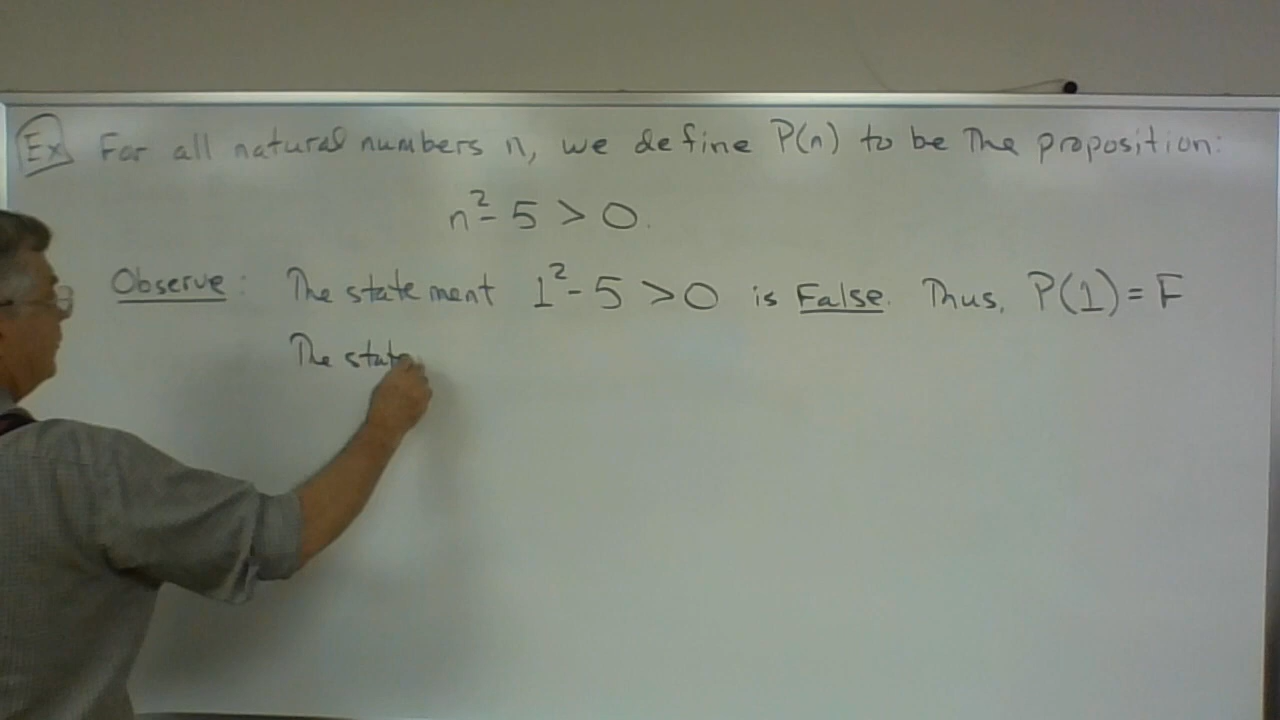 Ex For all natural numbers n, we define P(n) to be The proposition:
n² - 5 > 0.
Observe: The statement 1² - 5 > 0 is False. Thus, P(1) = F
The state